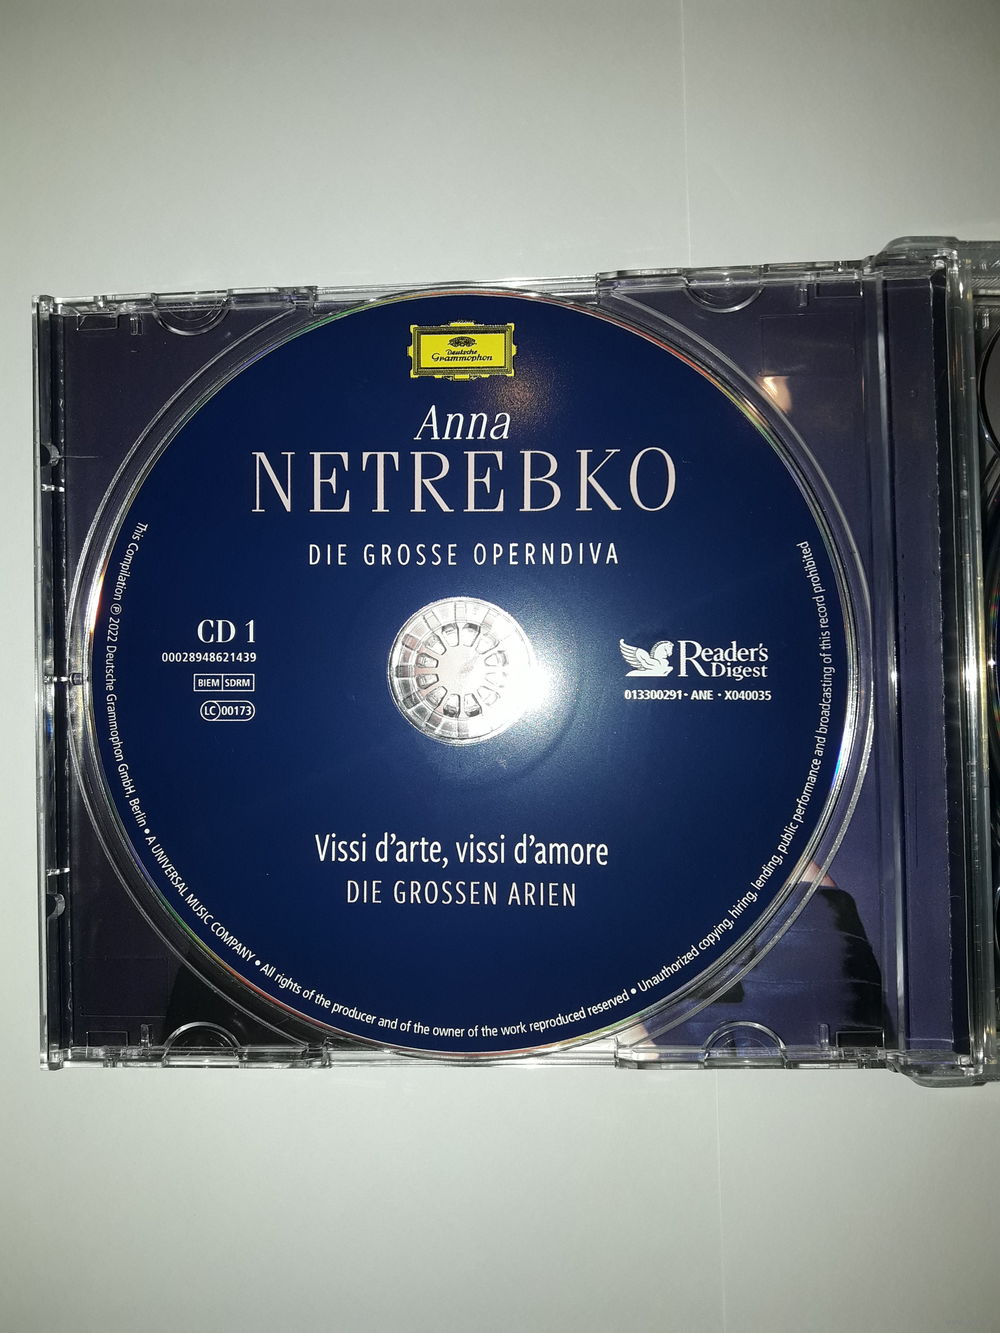 Deutsche
Grammophon
Anna
NETREBKO
DIE GROSSE OPERNDIVA
CD 1
00028948621439
BIEM SDRM
LC 00173
Reader's
Digest
013300291 · ANE · X040035
Vissi d'arte, vissi d'amore
DIE GROSSEN ARIEN
This Compilation ℗ 2022 Deutsche Grammophon GmbH, Berlin • A UNIVERSAL MUSIC COMPANY • All rights of the producer and of the owner of the work reproduced reserved • Unauthorized copying, hiring, lending, public performance and broadcasting of this record prohibited